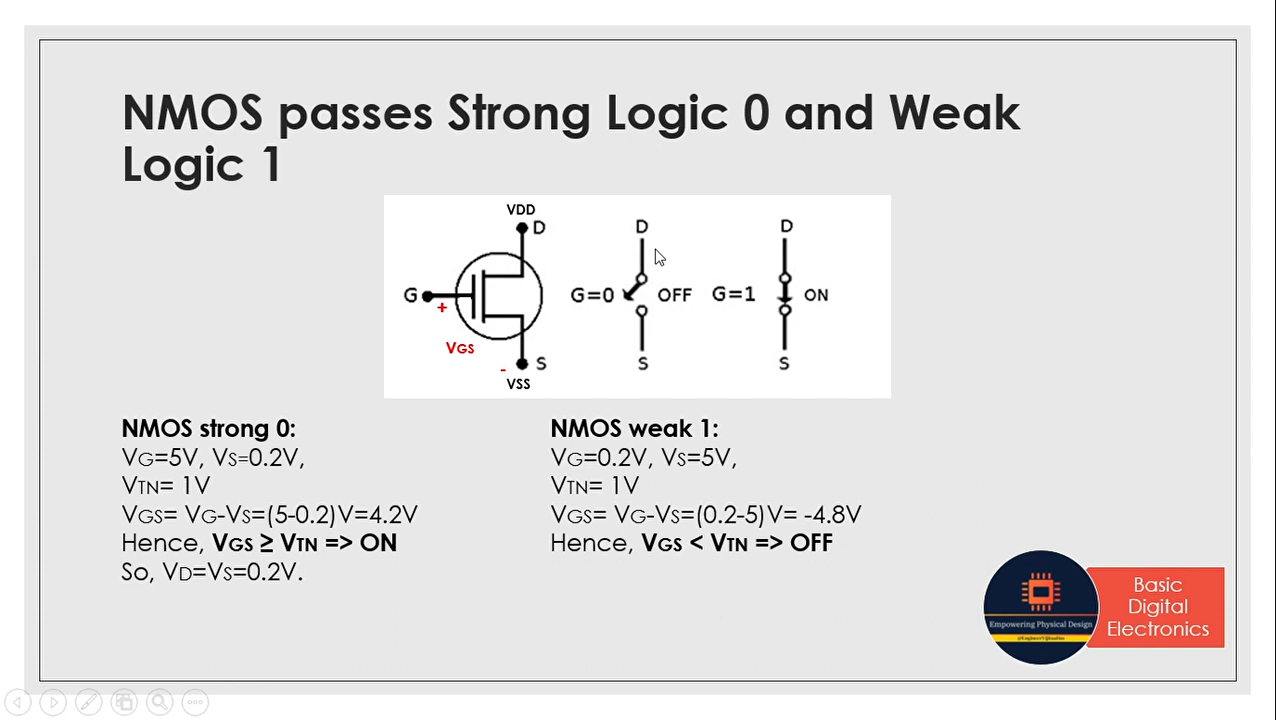 NMOS passes Strong Logic 0 and Weak
Logic 1
VDD
D
G
+
VGS
-
S
VSS
D
G=0
OFF
S
D
G=1
ON
S
NMOS strong 0:
VG=5V, VS=0.2V,
VTN= 1V
VGS= VG-VS=(5-0.2)V=4.2V
Hence, VGS ≥ VTN => ON
So, VD=VS=0.2V.
NMOS weak 1:
VG=0.2V, VS=5V,
VTN= 1V
VGS= VG-VS=(0.2-5)V= -4.8V
Hence, VGS < VTN => OFF
Empowering Physical Design
Basic
Digital
Electronics